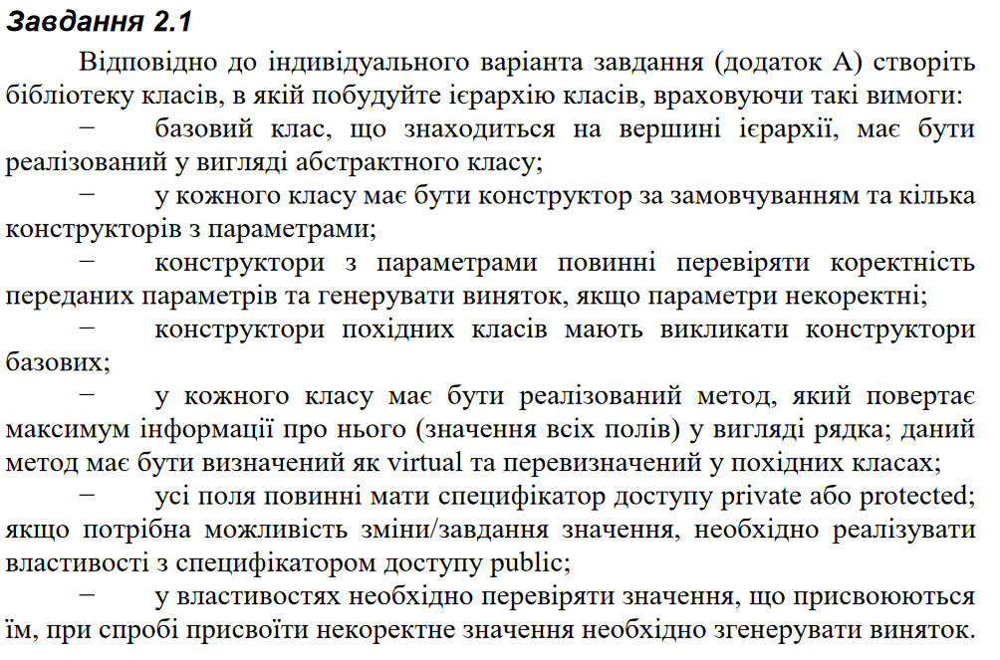 Завдання 2.1
Відповідно до індивідуального варіанта завдання (додаток А) створіть
бібліотеку класів, в якій побудуйте ієрархію класів, враховуючи такі вимоги:
− базовий клас, що знаходиться на вершині ієрархії, має бути
реалізований у вигляді абстрактного класу;
− у кожного класу має бути конструктор за замовчуванням та кілька
конструкторів з параметрами;
− конструктори з параметрами повинні перевіряти коректність
переданих параметрів та генерувати виняток, якщо параметри некоректні;
− конструктори похідних класів мають викликати конструктори
базових;
− у кожного класу має бути реалізований метод, який повертає
максимум інформації про нього (значення всіх полів) у вигляді рядка; даний
метод має бути визначений як virtual та перевизначений у похідних класах;
− усі поля повинні мати специфікатор доступу private або protected;
якщо потрібна можливість зміни/завдання значення, необхідно реалізувати
властивості з специфікатором доступу public;
− у властивостях необхідно перевіряти значення, що присвоюються
їм, при спробі присвоїти некоректне значення необхідно згенерувати виняток.